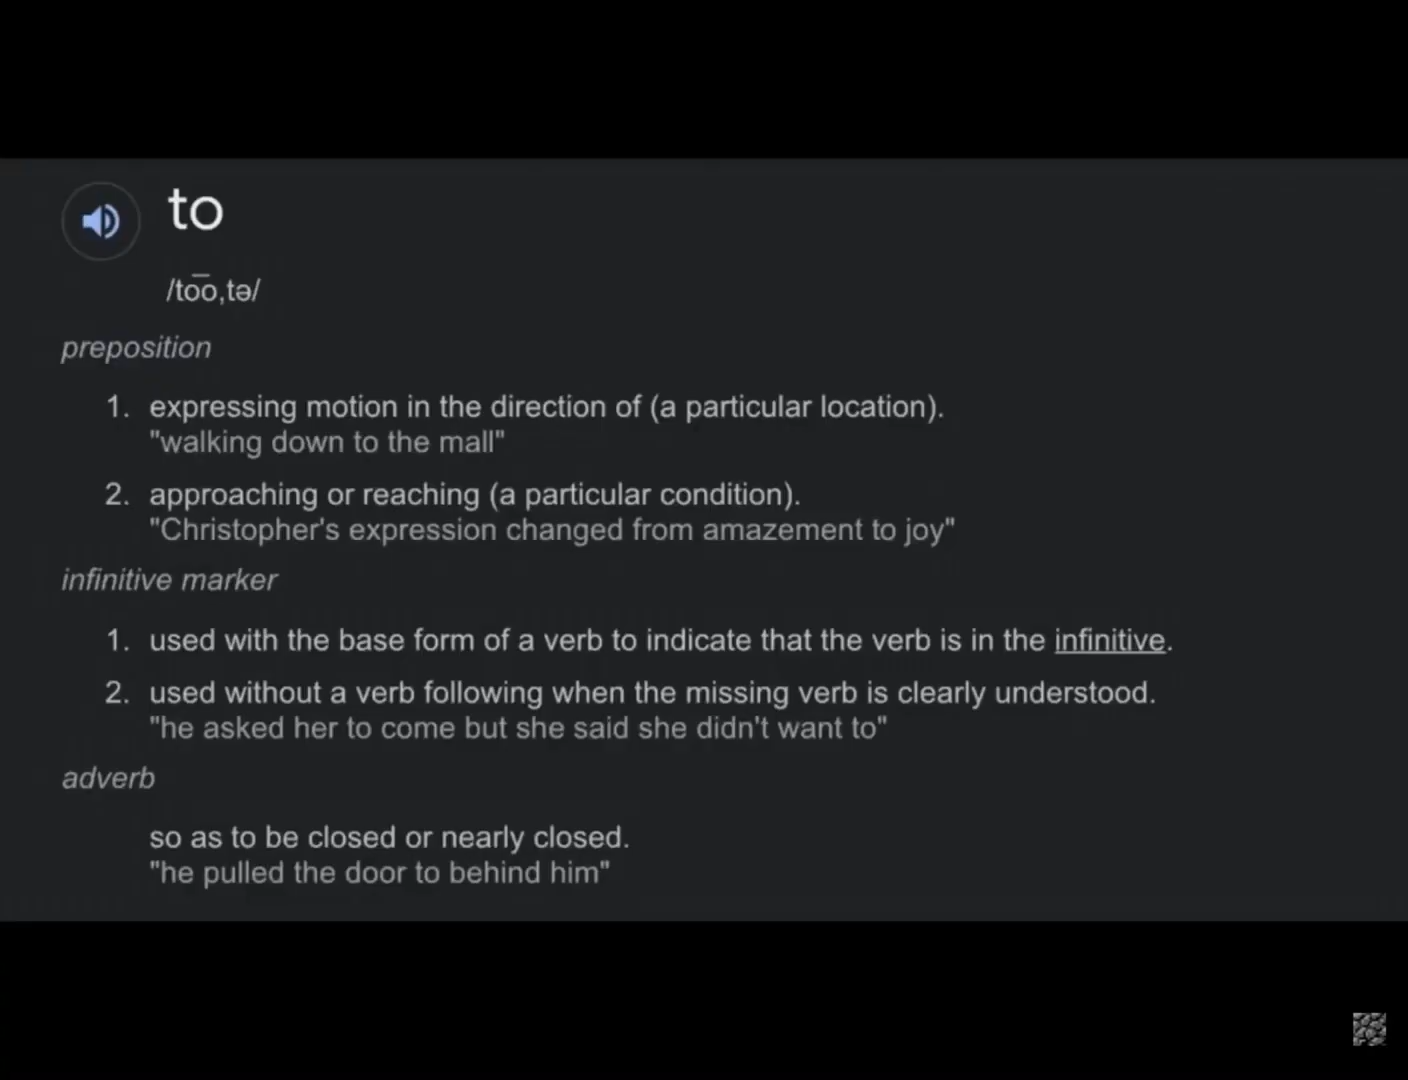 to
/to͞o,tə/
preposition
1. expressing motion in the direction of (a particular location).
"walking down to the mall"
2. approaching or reaching (a particular condition).
"Christopher's expression changed from amazement to joy"
infinitive marker
1. used with the base form of a verb to indicate that the verb is in the infinitive.
2. used without a verb following when the missing verb is clearly understood.
"he asked her to come but she said she didn't want to"
adverb
so as to be closed or nearly closed.
"he pulled the door to behind him"